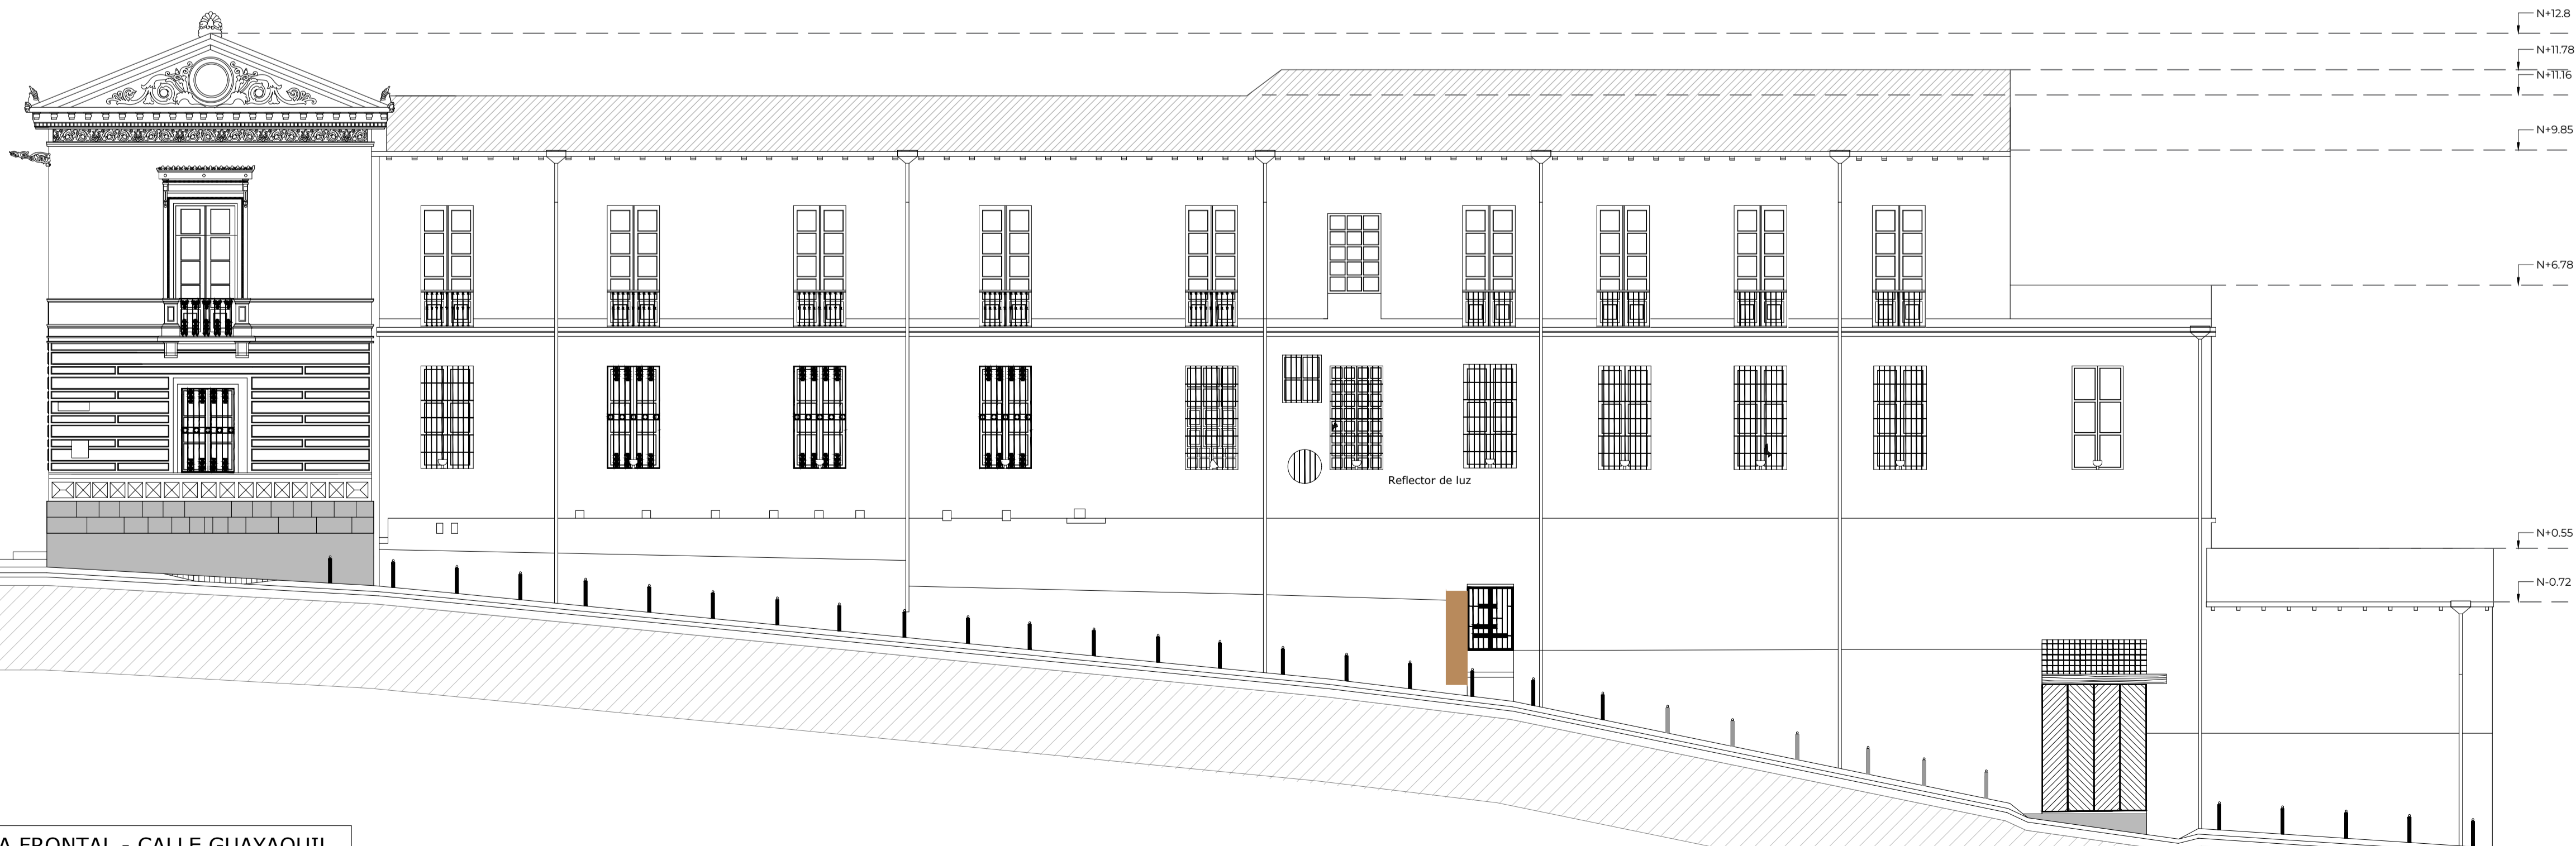 N+12.8
N+11.78
N+11.16
N+9.85
N+6.78
Reflector de luz
N+0.55
N-0.72
A FRONTAL - CALLE GUAYAQUIL